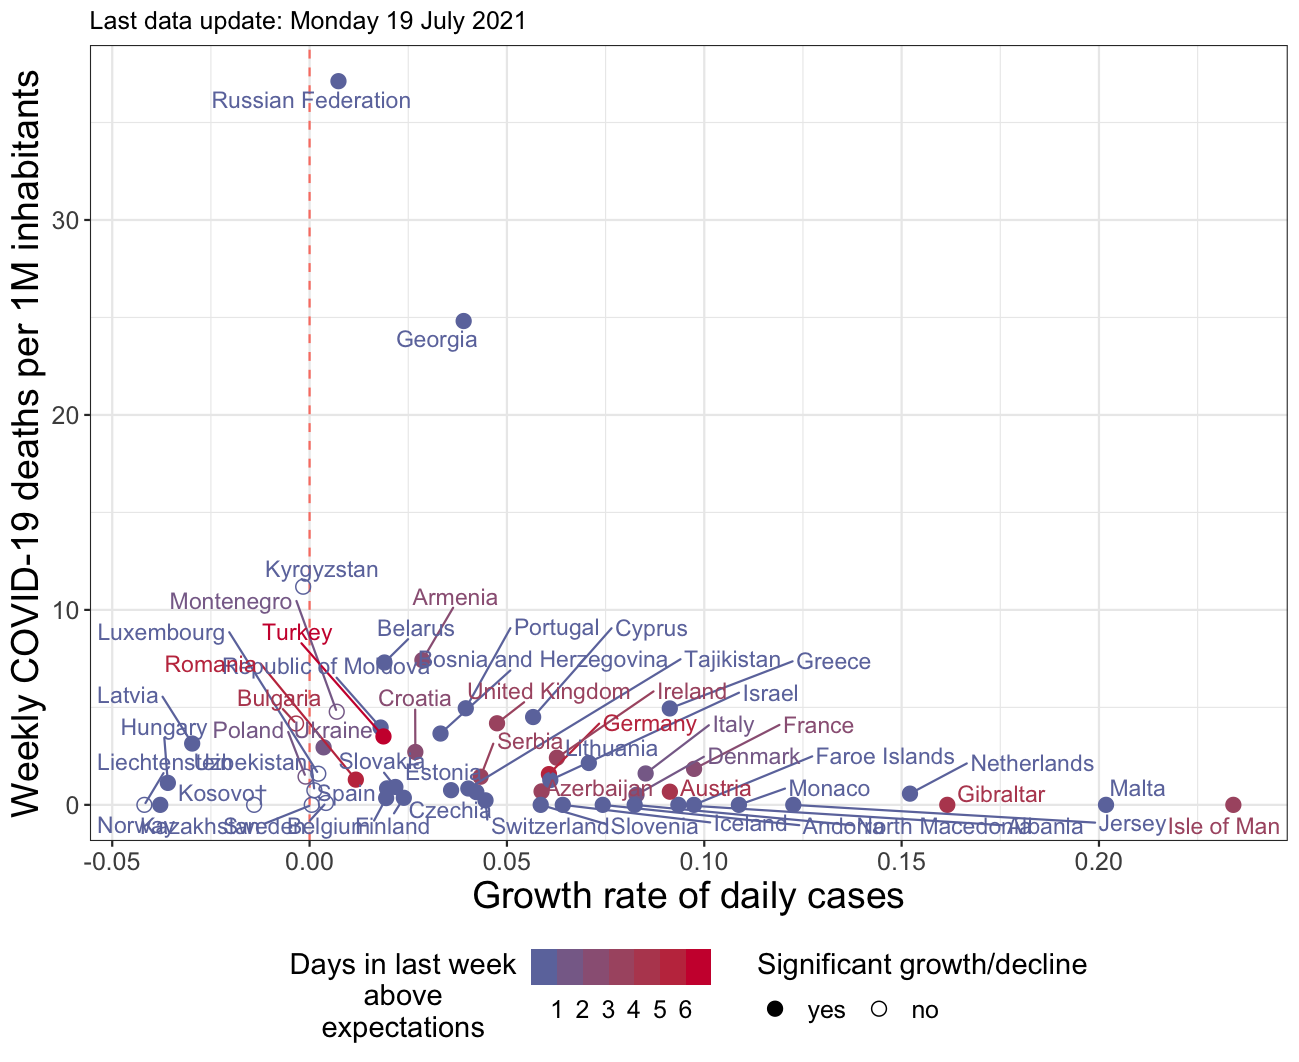 Last data update: Monday 19 July 2021
Weekly COVID-19 deaths per 1M inhabitants
30
20
10
0
Russian Federation
Georgia
Kyrgyzstan
Montenegro
Armenia
Luxembourg
Turkey
Belarus
Portugal
Cyprus
Romania
Republic of Moldova
Bosnia and Herzegovina
Tajikistan
Greece
Latvia
Bulgaria
Croatia
United Kingdom
Ireland
Israel
Hungary
Poland
Ukraine
Serbia
Germany
Italy
France
Liechtenstein
Uzbekistan
Slovakia
Estonia
Lithuania
Denmark
Faroe Islands
Netherlands
Kosovo†
Spain
Czechia
Azerbaijan
Austria
Monaco
Gibraltar
Malta
Norway
Kazakhstan
Sweden
Belgium
Finland
Switzerland
Slovenia
Iceland
Andorra
North Macedonia
Albania
Jersey
Isle of Man
-0.05
0.00
0.05
0.10
0.15
0.20
Growth rate of daily cases
Days in last week
above
expectations
1 2 3 4 5 6
Significant growth/decline
yes
no